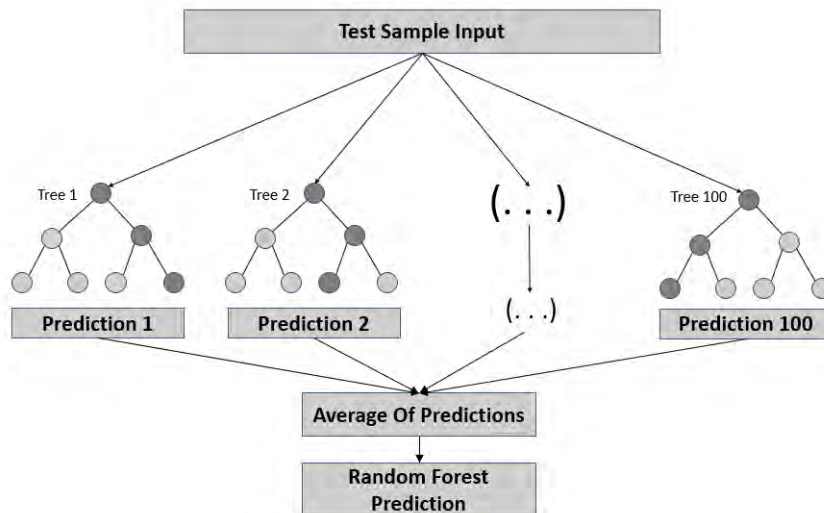 Test Sample Input
Tree 1
Tree 2
(. . .)
Tree 100
(. . .)
Prediction 1
Prediction 2
Prediction 100
Average Of Predictions
Random Forest
Prediction